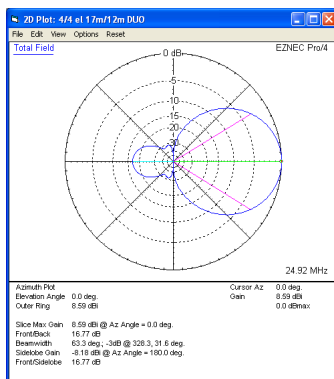 2D Plot: 4/4 el 17m/12m DUO
File Edit View Options Reset
Total Field
EZNEC Pro/4
0 dB
-5
-10
-15
-20
-30
24.92 MHz
Azimuth Plot
Elevation Angle 0.0 deg.
Outer Ring 8.59 dBi
Cursor Az 0.0 deg.
Gain 8.59 dBi
0.0 dBmax
Slice Max Gain 8.59 dBi @ Az Angle = 0.0 deg.
Front/Back 16.77 dB
Beamwidth 63.3 deg.; -3dB @ 328.3, 31.6 deg.
Sidelobe Gain -8.18 dBi @ Az Angle = 180.0 deg.
Front/Sidelobe 16.77 dB